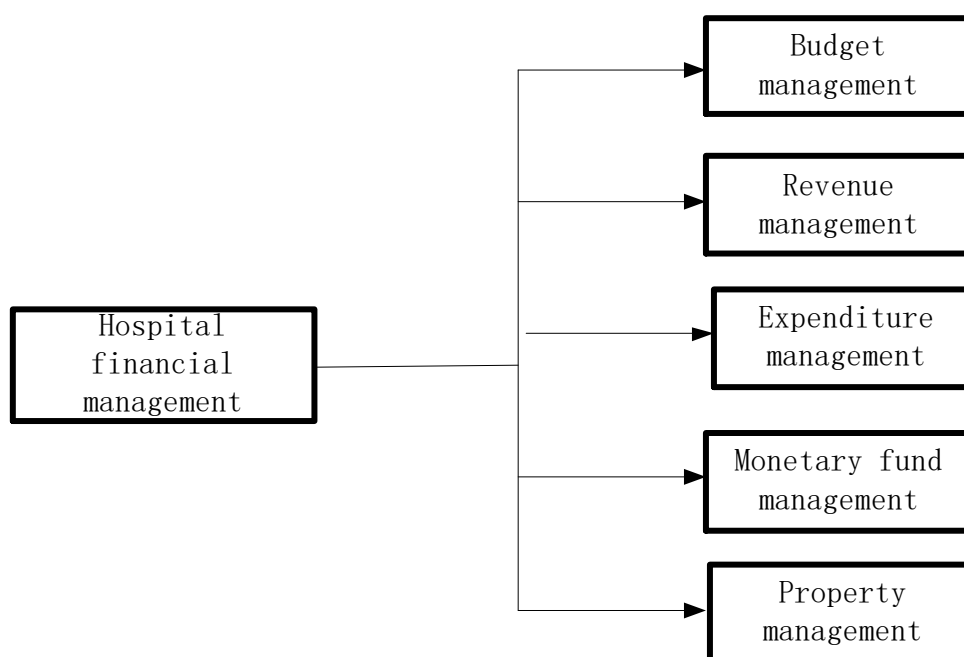 Budget
management
Revenue
management
Expenditure
management
Hospital
financial
management
Monetary fund
management
Property
management